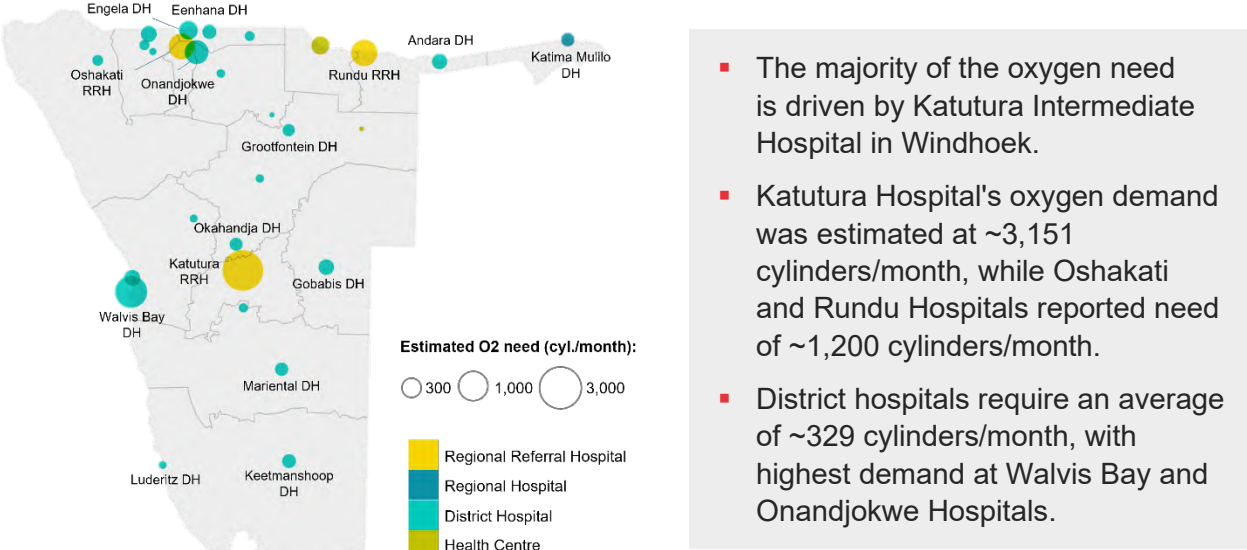 Engela DH
Eenhana DH
Andara DH
Katima Mulilo
DH
Oshakati
RRH
Onandjokwe
DH
Rundu RRH
Grootfontein DH
Okahandja DH
Katutura
RRH
Gobabis DH
Walvis Bay
DH
Mariental DH
Luderitz DH
Keetmanshoop
DH
Estimated O2 need (cyl./month):
300
1,000
3,000
Regional Referral Hospital
Regional Hospital
District Hospital
Health Centre
▪ The majority of the oxygen need
is driven by Katutura Intermediate
Hospital in Windhoek.
▪ Katutura Hospital's oxygen demand
was estimated at ~3,151
cylinders/month, while Oshakati
and Rundu Hospitals reported need
of ~1,200 cylinders/month.
▪ District hospitals require an average
of ~329 cylinders/month, with
highest demand at Walvis Bay and
Onandjokwe Hospitals.